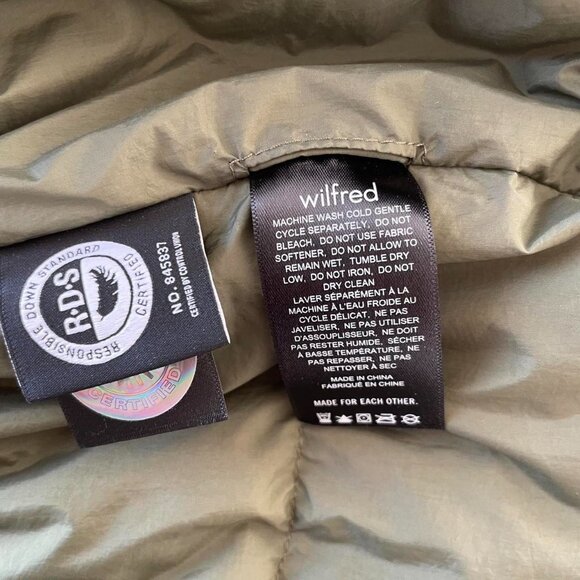 RESPONSIBLE DOWN STANDARD
CERTIFIED
R·D·S
NO. 845837
CERTIFIED BY CONTROL UNION
CERTIFIED
wilfred
MACHINE WASH COLD GENTLE
CYCLE SEPARATELY, DO NOT
BLEACH, DO NOT USE FABRIC
SOFTENER, DO NOT ALLOW TO
REMAIN WET, TUMBLE DRY
LOW, DO NOT IRON, DO NOT
DRY CLEAN
LAVER SÉPARÉMENT À LA
MACHINE À L'EAU FROIDE AU
CYCLE DÉLICAT, NE PAS
JAVELISER, NE PAS UTILISER
D'ASSOUPLISSEUR, NE DOIT
PAS RESTER HUMIDE, SÉCHER
À BASSE TEMPÉRATURE, NE
PAS REPASSER, NE PAS
NETTOYER À SEC
MADE IN CHINA
FABRIQUÉ EN CHINE
MADE FOR EACH OTHER.